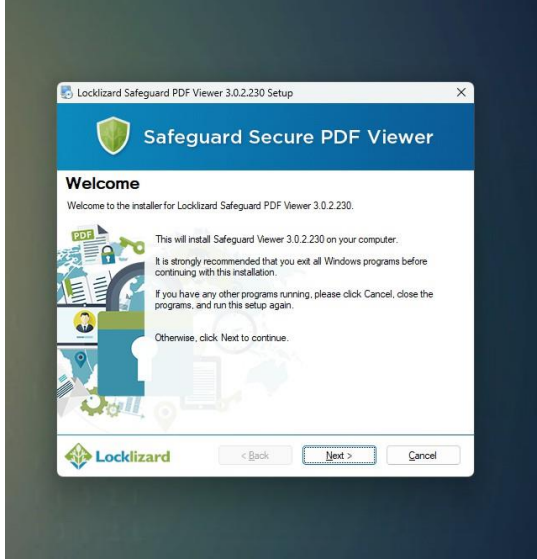 Locklizard Safeguard PDF Viewer 3.0.2.230 Setup
Safeguard Secure PDF Viewer
Welcome
Welcome to the installer for Locklizard Safeguard PDF Viewer 3.0.2.230.
PDF
This will install Safeguard Viewer 3.0.2.230 on your computer.
It is strongly recommended that you exit all Windows programs before
continuing with this installation.
If you have any other programs running, please click Cancel, close the
programs, and run this setup again.
Otherwise, click Next to continue.
Locklizard
< Back
Next >
Cancel